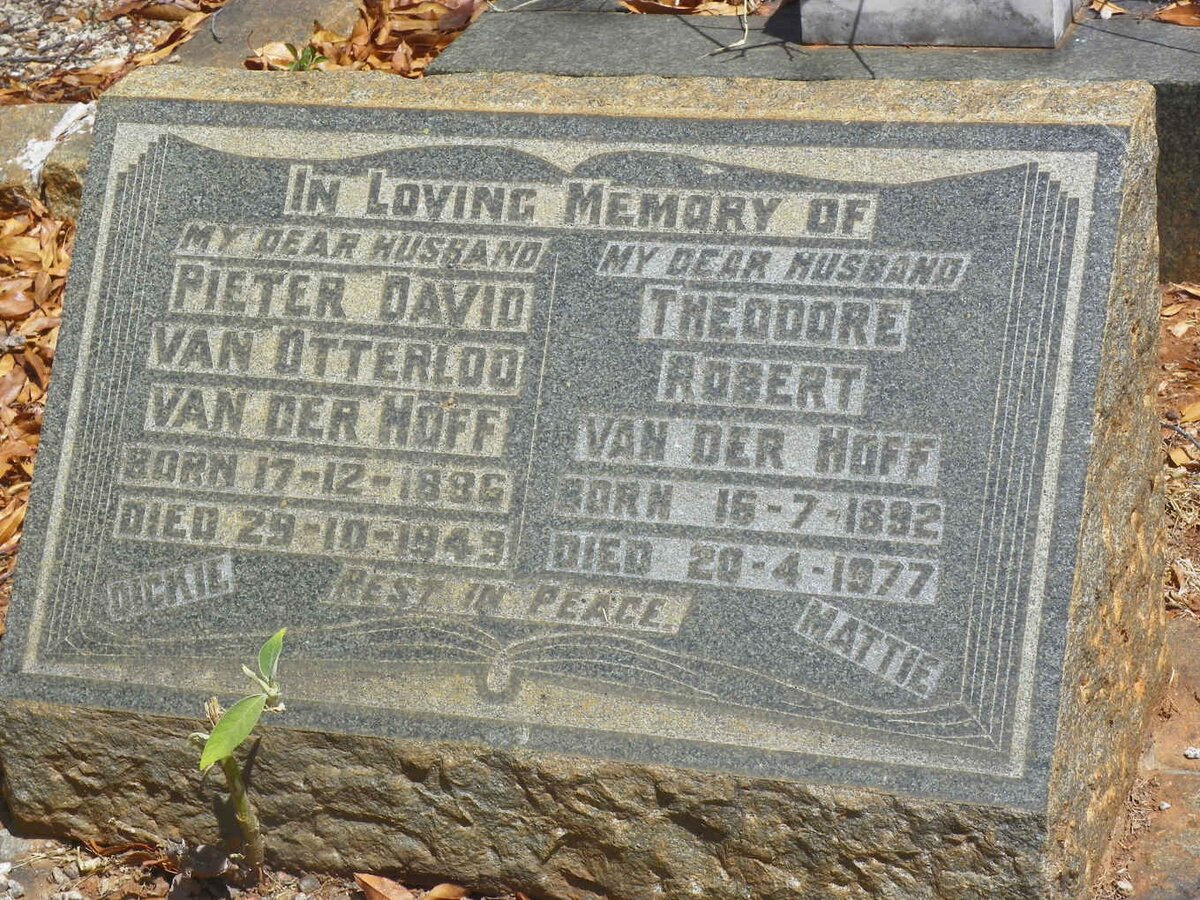 IN LOVING MEMORY OF
MY DEAR HUSBAND
PIETER DAVID
VAN OTTERLOO
VAN DER HOFF
BORN 17-12-1886
DIED 29-10-1949
DICKIE
MY DEAR HUSBAND
THEODORE
ROBERT
VAN DER HOFF
BORN 16-7-1892
DIED 20-4-1977
MATTIE
REST IN PEACE